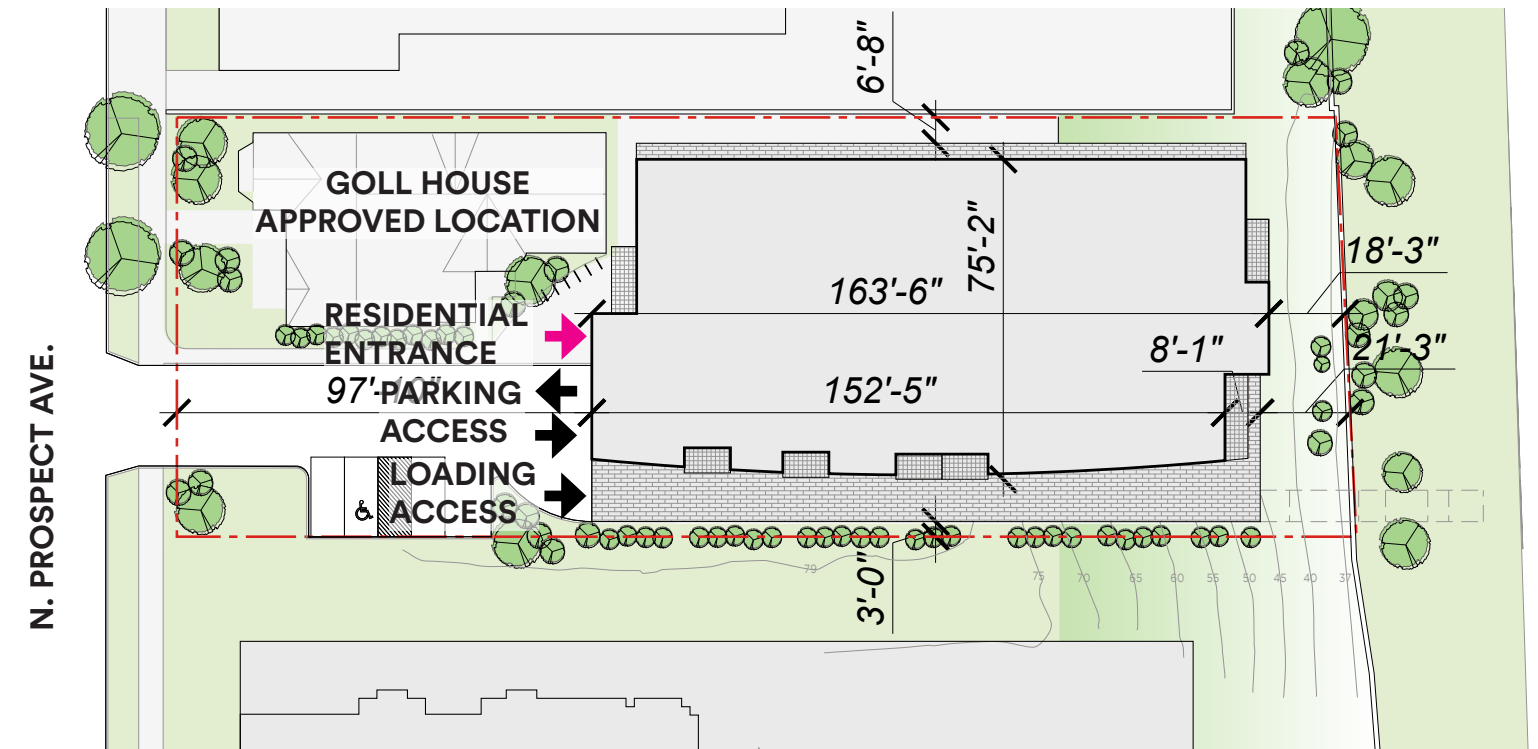 6'-8"
GOLL HOUSE
APPROVED LOCATION
75'-2"
18'-3"
163'-6"
RESIDENTIAL
ENTRANCE
8'-1"
21'-3"
N. PROSPECT AVE.
97'-10"
PARKING
ACCESS
152'-5"
LOADING
ACCESS
3'-0"
79
75
70
65
60
55
50
45
40
37